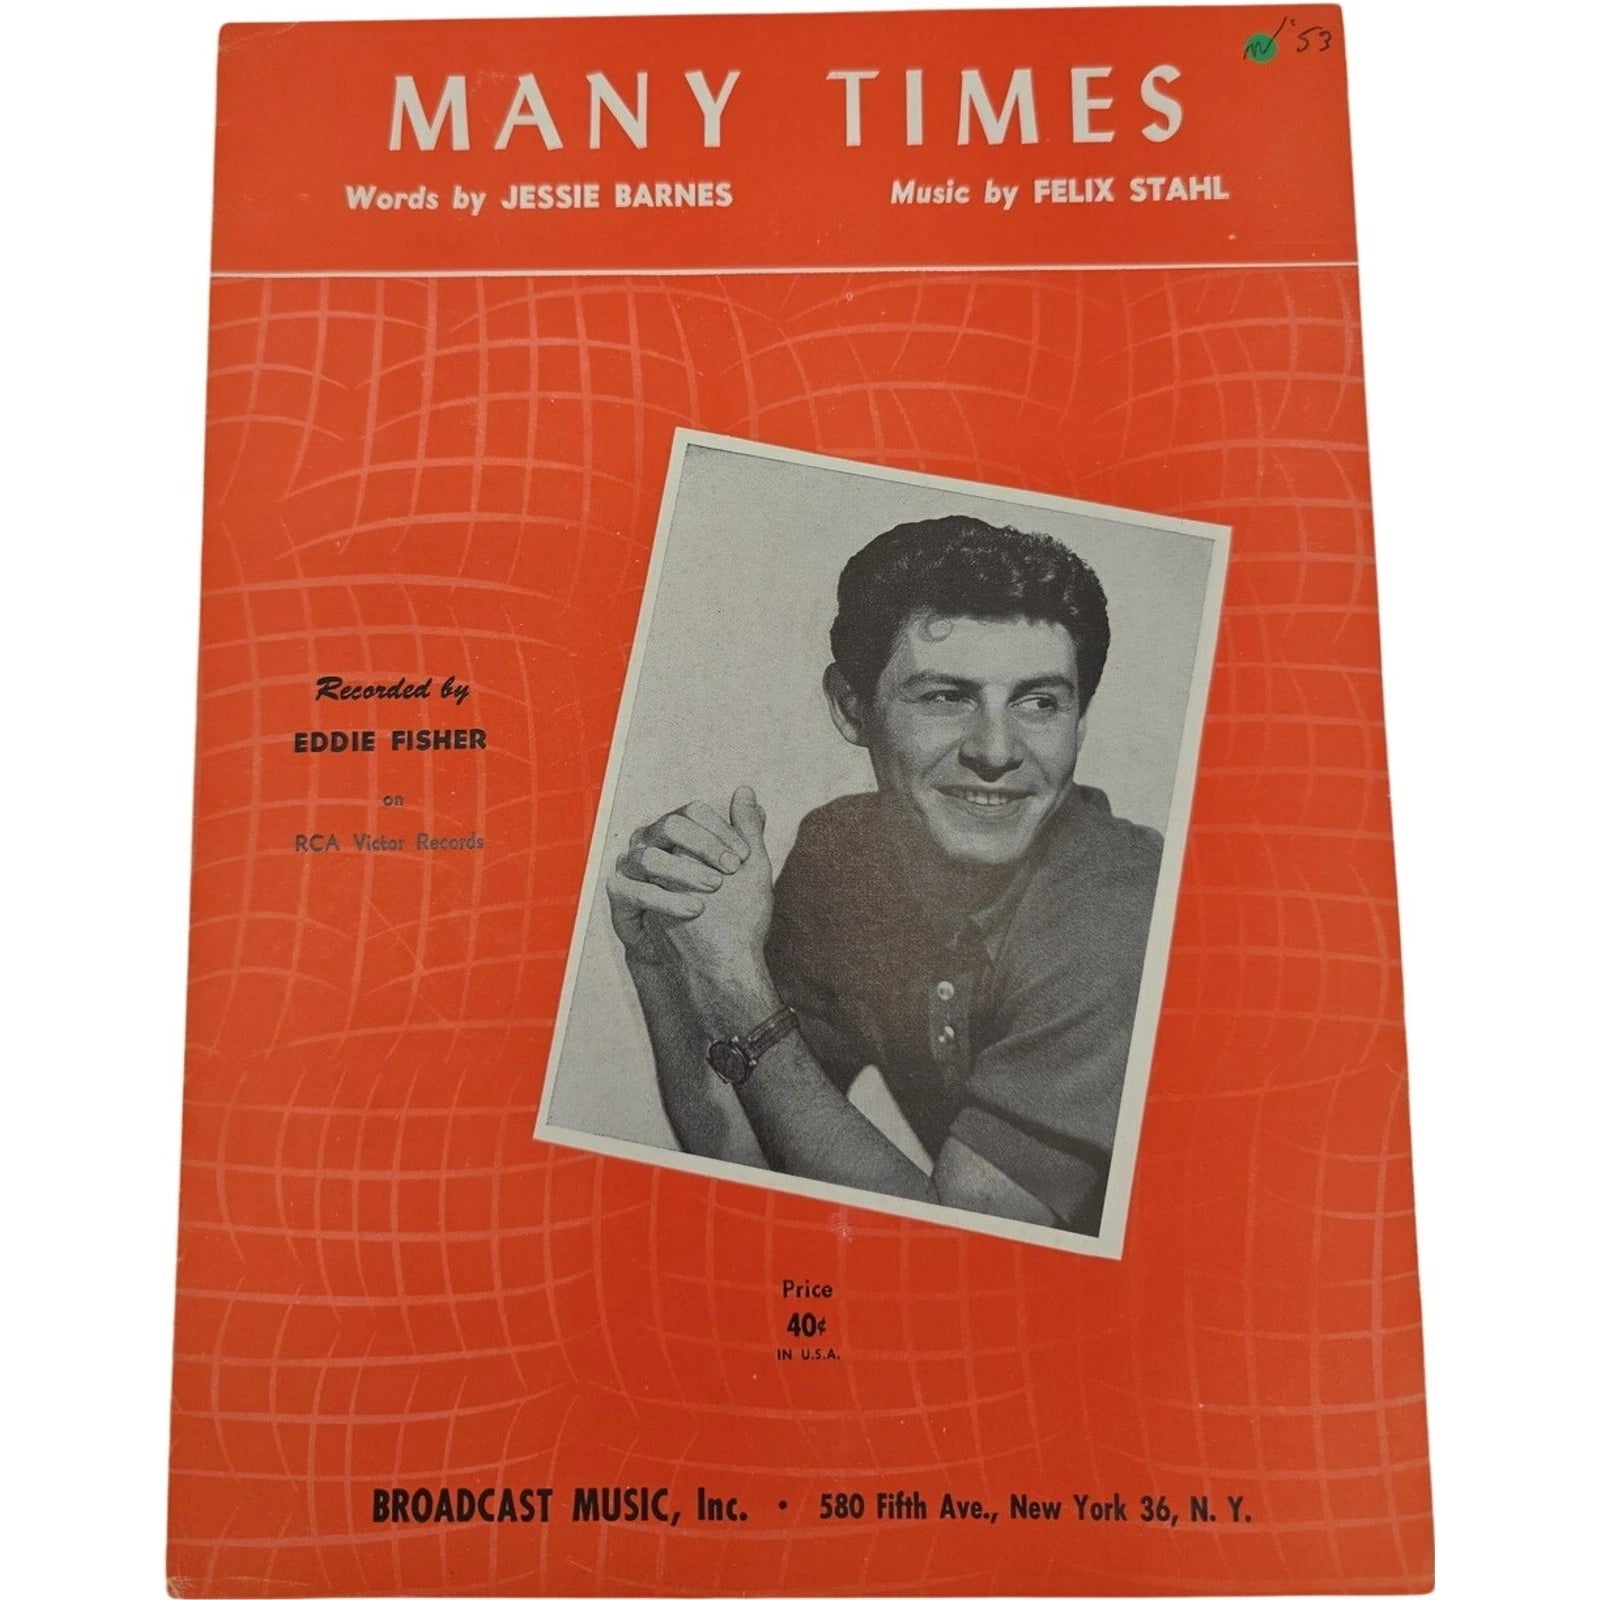 '53
MANY TIMES
Words by JESSIE BARNES
Music by FELIX STAHL
Recorded by
EDDIE FISHER
on
RCA Victor Records
Price
40¢
IN U.S.A.
BROADCAST MUSIC, Inc. • 580 Fifth Ave., New York 36, N. Y.